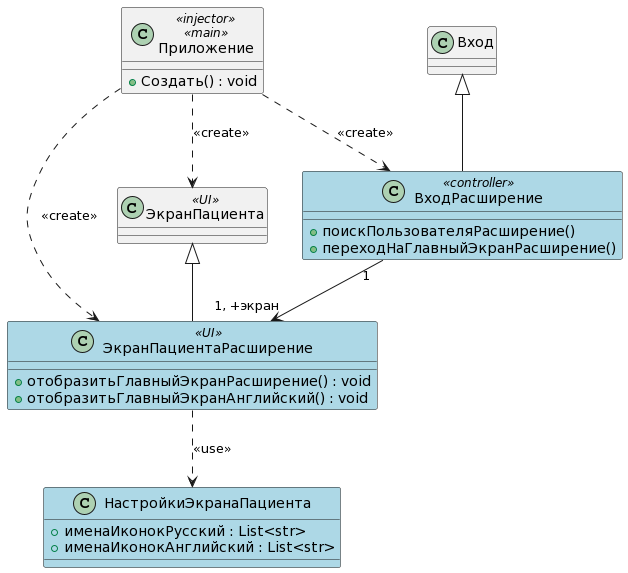 «injector»
«main»
C Приложение
Создать() : void
C Вход
«create»
«create»
«create»
«UI»
C ЭкранПациента
«controller»
C ВходРасширение
поискПользователяРасширение()
переходНаГлавныйЭкранРасширение()
1
1, +экран
«UI»
C ЭкранПациентаРасширение
отобразитьГлавныйЭкранРасширение() : void
отобразитьГлавныйЭкранАнглийский() : void
«use»
C НастройкиЭкранаПациента
именаИконокРусский : List<str>
именаИконокАнглийский : List<str>